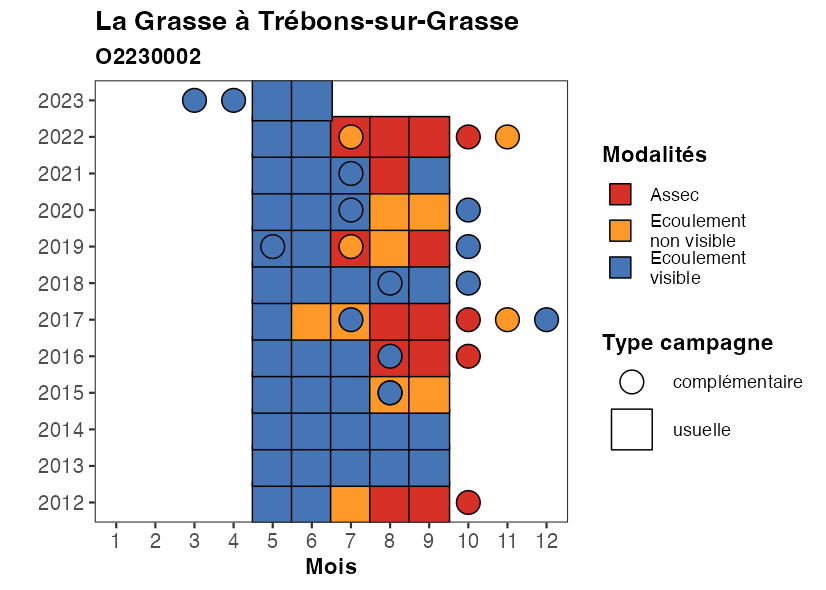 La Grasse à Trébons-sur-Grasse
O2230002
2023
2022
2021
2020
2019
2018
2017
2016
2015
2014
2013
2012
1 2 3 4 5 6 7 8 9 10 11 12
Mois
Modalités
Assec
Ecoulement
non visible
Ecoulement
visible
Type campagne
complémentaire
usuelle